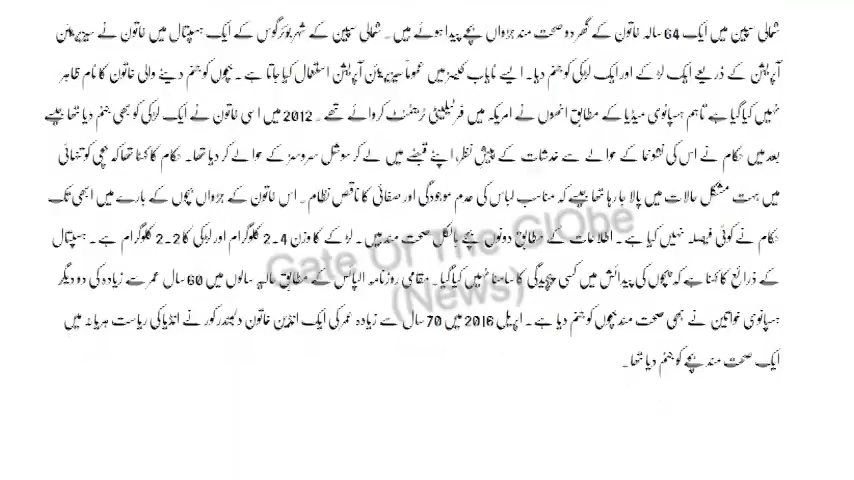 شمالی سپین میں ایک 64 سالہ خاتون کے گھر دو صحت مند جڑواں بچے پیدا ہوئے ہیں۔ شمالی سپین کے شہر بوئرگوس کے ایک ہسپتال میں خاتون نے سیزیریئن
آپریشن کے ذریعے ایک لڑکے اور ایک لڑکی کو جنم دیا۔ ایسے نایاب کیسز میں عموماً سیزیریئن آپریشن استعمال کیا جاتا ہے۔ بچوں کو جنم دینے والی خاتون کا نام ظاہر
نہیں کیا گیا ہے تاہم ہسپانوی میڈیا کے مطابق انھوں نے امریکہ میں فرٹیلیٹی ٹریٹمنٹ کروائے تھے۔ 2012 میں اسی خاتون نے ایک لڑکی کو بھی جنم دیا تھا جسے
بعد میں حکام نے اس کی نشوونما کے حوالے سے خدشات کے پیشِ نظر، اپنے قبضے میں لے کر سوشل سروسز کے حوالے کر دیا تھا۔ حکام کا کہنا تھا کہ بچی کو تنہائی
میں بہت مشکل حالات میں پالا جا رہا تھا جیسے کہ مناسب لباس کی عدم موجودگی اور صفائی کا ناقص نظام۔ اس خاتون کے جڑواں بچوں کے بارے میں ابھی تک
حکام نے کوئی فیصلہ نہیں کیا ہے۔ اطلاعات کے مطابق دونوں بچے بالکل صحت مند ہیں۔ لڑکے کا وزن 2.4 کلوگرام اور لڑکی کا 2.2 کلوگرام ہے۔ ہسپتال
کے ذرائع کا کہنا ہے کہ بچوں کی پیدائش میں کسی پیچیدگی کا سامنا نہیں کیا گیا۔ مقامی روزنامہ الپائس کے مطابق حالیہ سالوں میں 60 سال عمر سے زیادہ کی دو دیگر
ہسپانوی خواتین نے بھی صحت مند بچوں کو جنم دیا ہے۔ اپریل 2016 میں 70 سال سے زیادہ عمر کی ایک انڈین خاتون دلجندر کور نے انڈیا کی ریاست ہریانہ میں
ایک صحت مند بچے کو جنم دیا تھا۔
Gate Of The GlObe
(News)